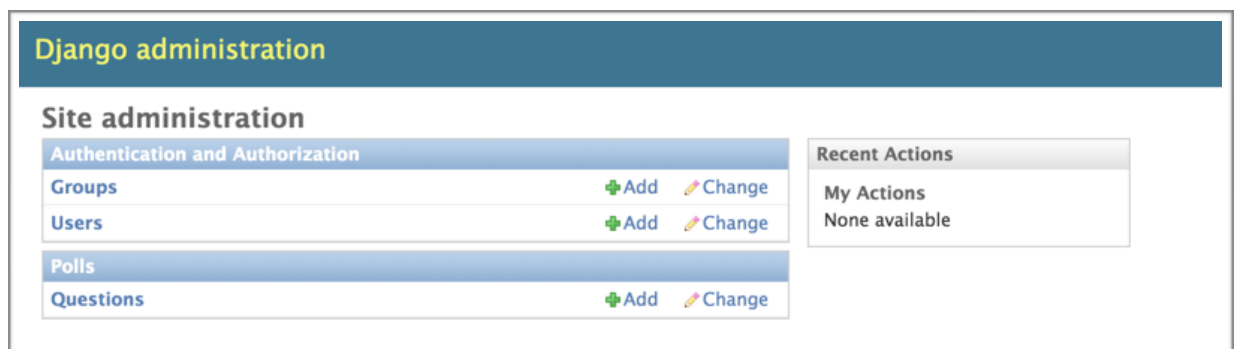 Django administration
Site administration
Authentication and Authorization
Groups Add Change
Users Add Change
Polls
Questions Add Change
Recent Actions
My Actions
None available